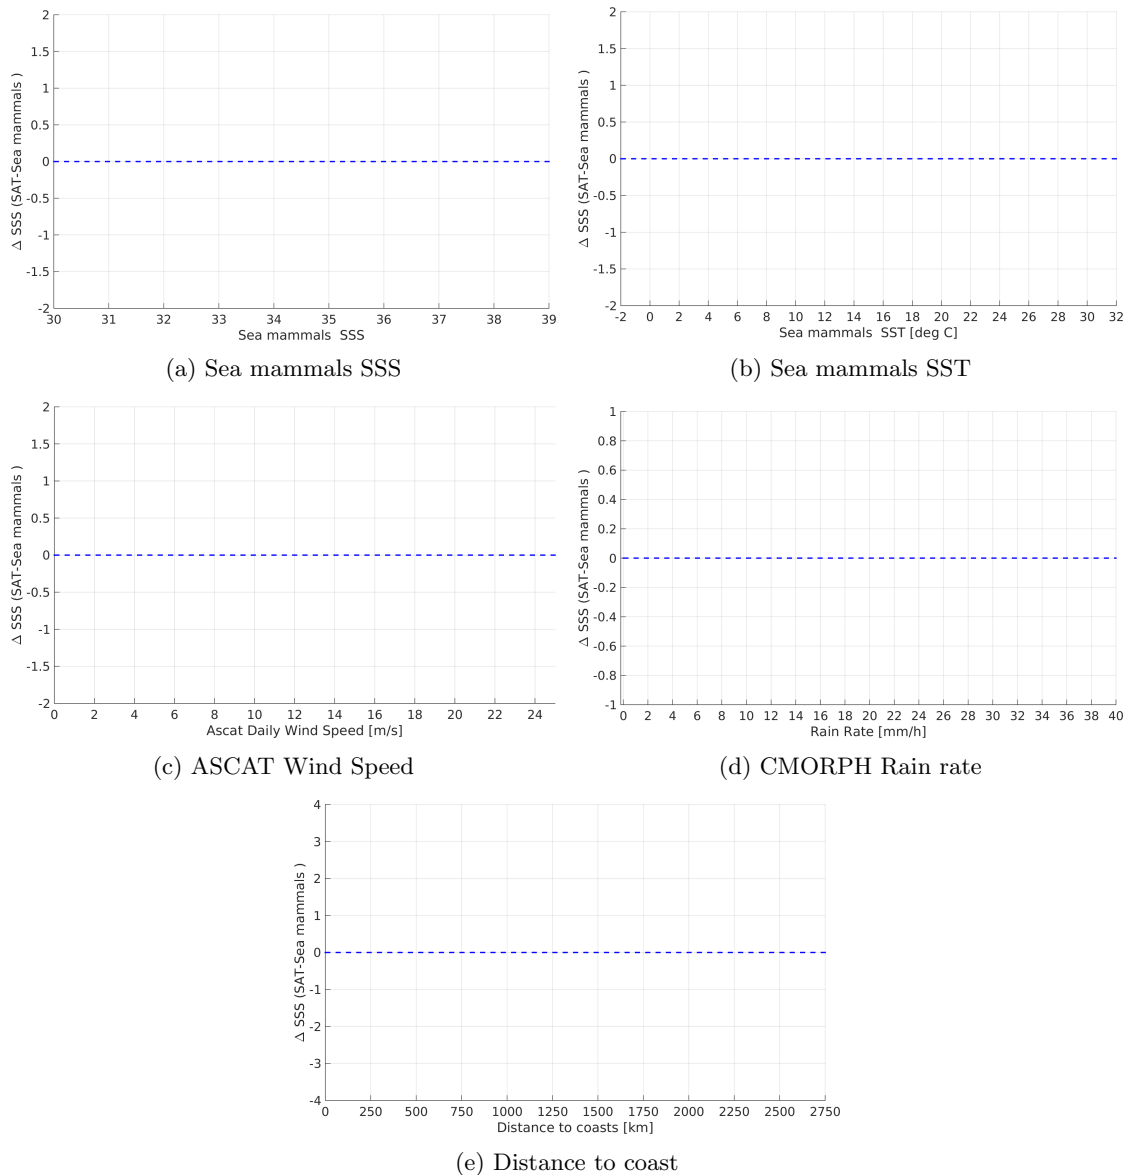 2
1.5
1
0.5
0
-0.5
-1
-1.5
-2
Δ SSS (SAT-Sea mammals )
30 31 32 33 34 35 36 37 38 39
Sea mammals SSS
(a) Sea mammals SSS
2
1.5
1
0.5
0
-0.5
-1
-1.5
-2
Δ SSS (SAT-Sea mammals )
-2 0 2 4 6 8 10 12 14 16 18 20 22 24 26 28 30 32
Sea mammals SST [deg C]
(b) Sea mammals SST
2
1.5
1
0.5
0
-0.5
-1
-1.5
-2
Δ SSS (SAT-Sea mammals )
0 2 4 6 8 10 12 14 16 18 20 22 24
Ascat Daily Wind Speed [m/s]
(c) ASCAT Wind Speed
1
0.8
0.6
0.4
0.2
0
-0.2
-0.4
-0.6
-0.8
-1
Δ SSS (SAT-Sea mammals )
0 2 4 6 8 10 12 14 16 18 20 22 24 26 28 30 32 34 36 38 40
Rain Rate [mm/h]
(d) CMORPH Rain rate
4
3
2
1
0
-1
-2
-3
-4
Δ SSS (SAT-Sea mammals )
0 250 500 750 1000 1250 1500 1750 2000 2250 2500 2750
Distance to coasts [km]
(e) Distance to coast